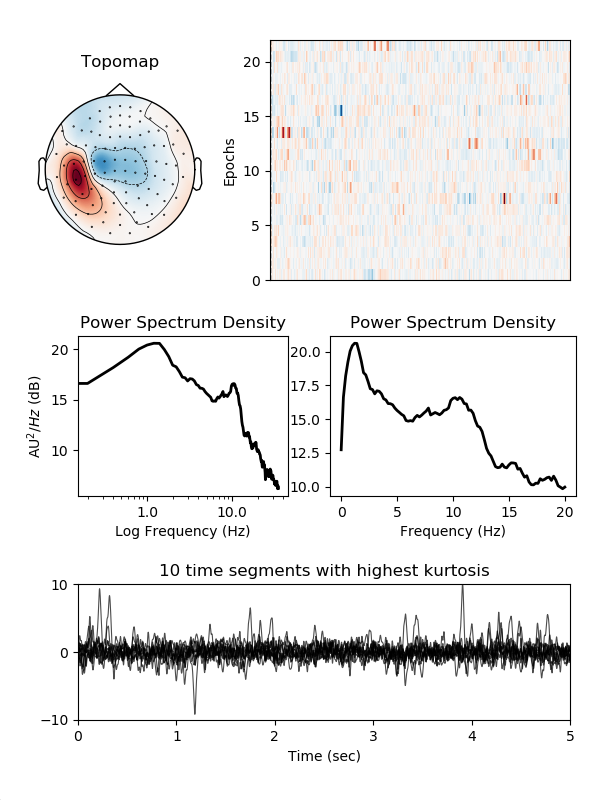 Topomap
Epochs
20
15
10
5
0
Power Spectrum Density
AU²/Hz (dB)
20
15
10
1.0 10.0
Log Frequency (Hz)
Power Spectrum Density
20.0
17.5
15.0
12.5
10.0
0 5 10 15 20
Frequency (Hz)
10 time segments with highest kurtosis
10
0
−10
0 1 2 3 4 5
Time (sec)